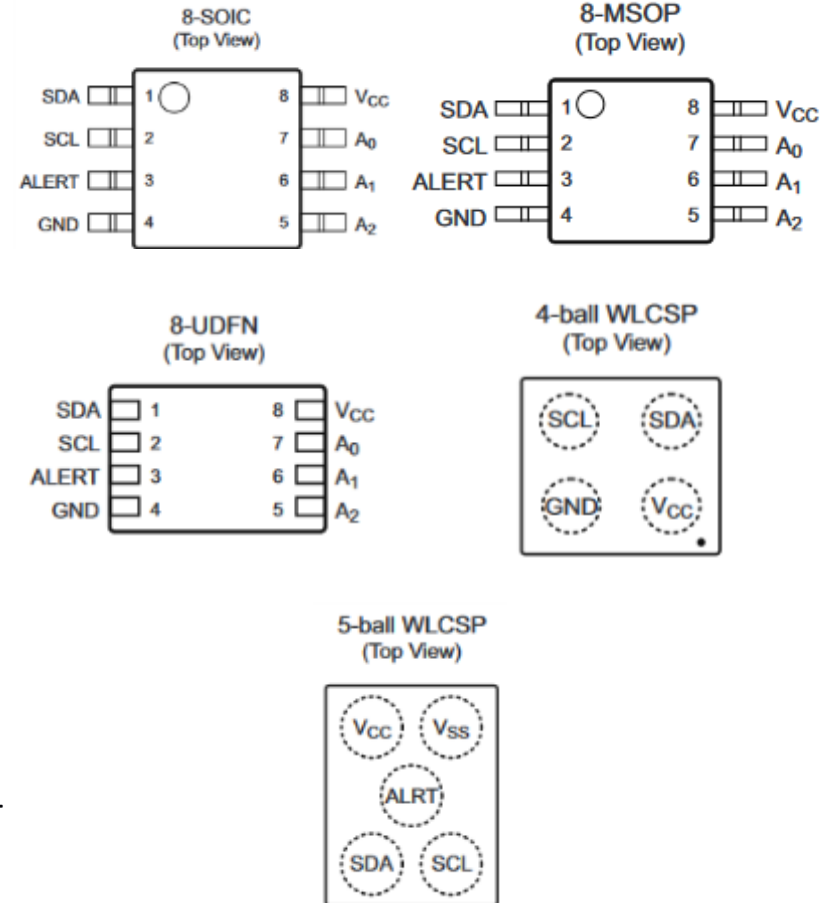 8-SOIC
(Top View)
SDA 1 8 VCC
SCL 2 7 A0
ALERT 3 6 A1
GND 4 5 A2
8-MSOP
(Top View)
SDA 1 8 VCC
SCL 2 7 A0
ALERT 3 6 A1
GND 4 5 A2
8-UDFN
(Top View)
SDA 1 8 VCC
SCL 2 7 A0
ALERT 3 6 A1
GND 4 5 A2
4-ball WLCSP
(Top View)
SCL SDA
GND VCC
5-ball WLCSP
(Top View)
VCC VSS
ALRT
SDA SCL